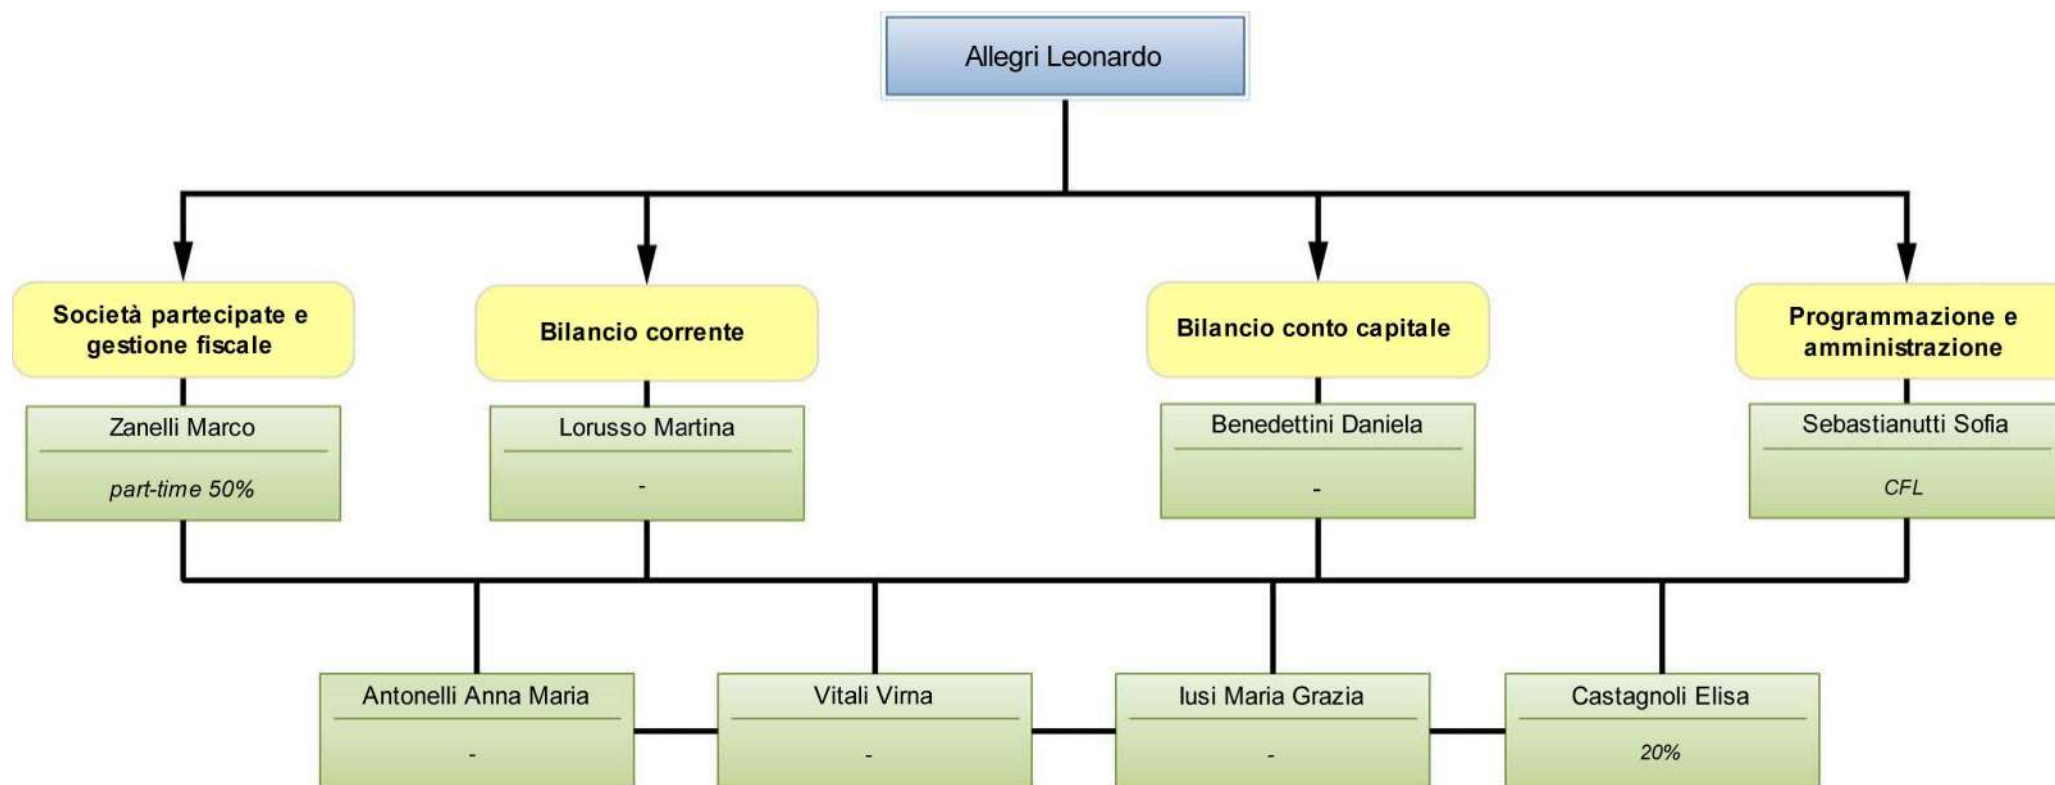 Allegri Leonardo
Società partecipate e
gestione fiscale
Bilancio corrente
Bilancio conto capitale
Programmazione e
amministrazione
Zanelli Marco
part-time 50%
Lorusso Martina
-
Benedettini Daniela
-
Sebastianutti Sofia
CFL
Antonelli Anna Maria
-
Vitali Virna
-
Iusi Maria Grazia
-
Castagnoli Elisa
20%